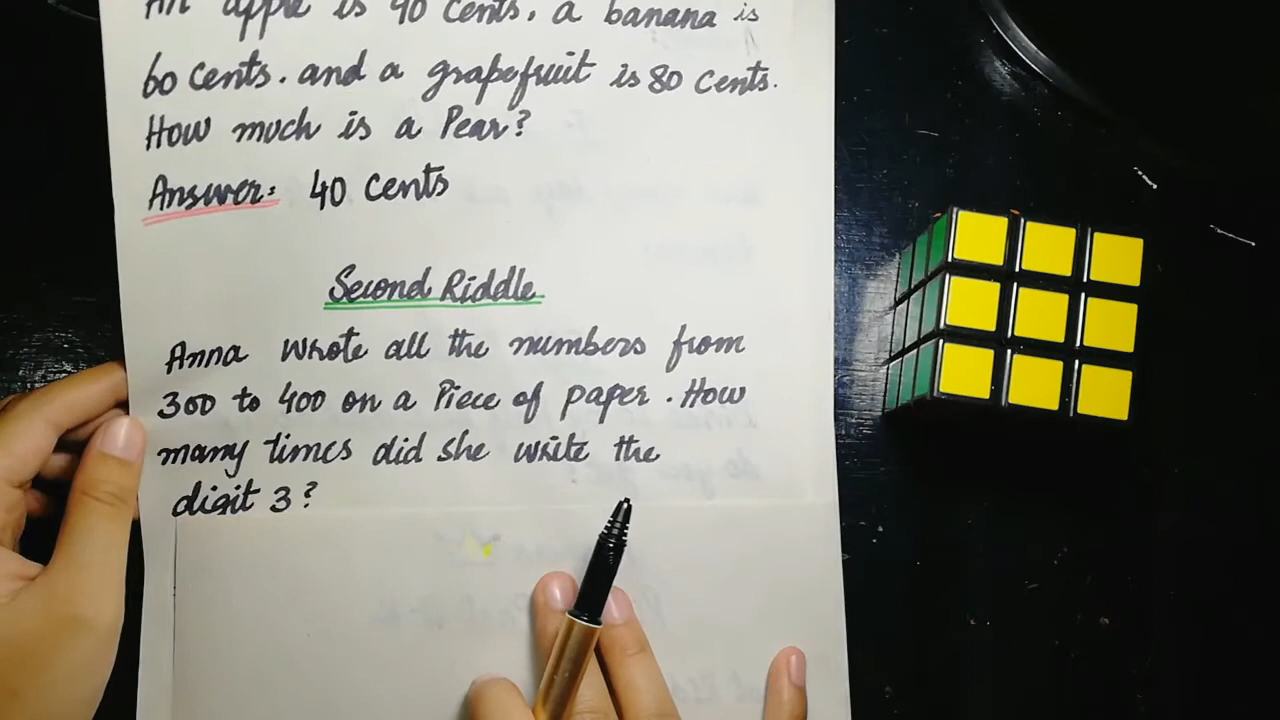 An apple is 40 cents. a banana is
60 cents. and a grapefruit is 80 cents.
How much is a Pear?
Answer: 40 cents
Second Riddle
Anna wrote all the numbers from
300 to 400 on a Piece of paper. How
many times did she write the
digit 3?